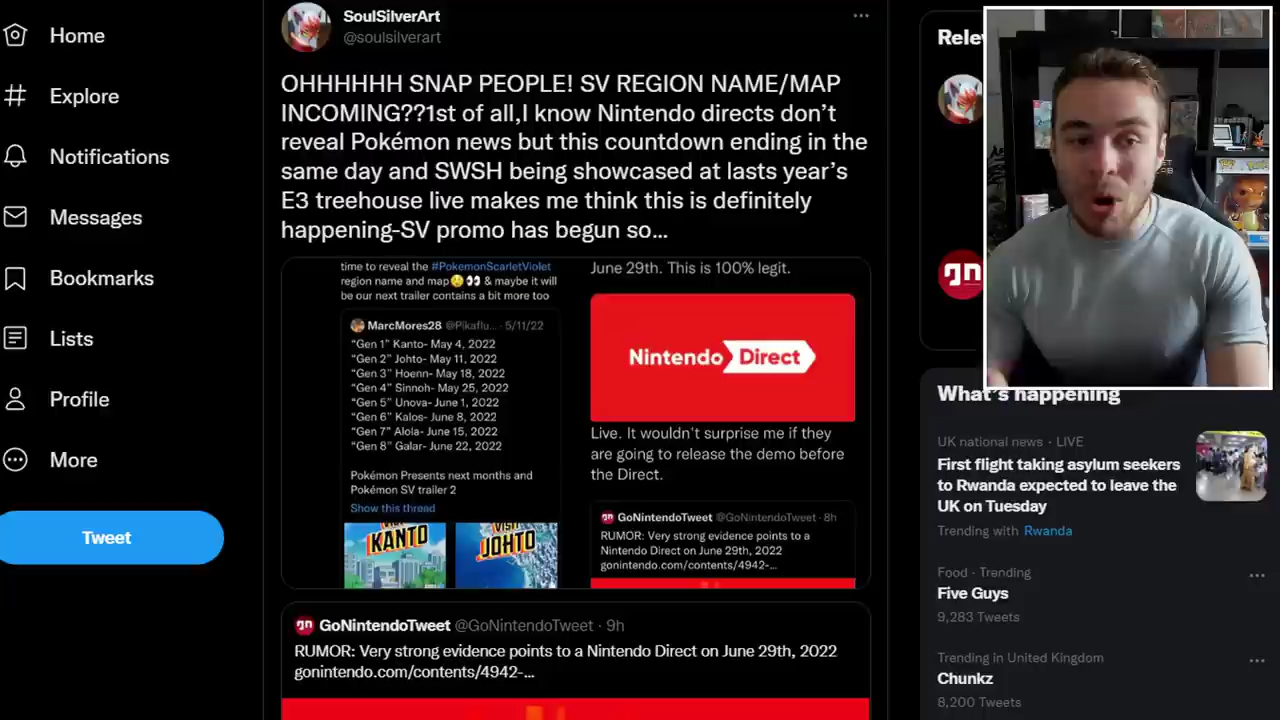 Home
Explore
Notifications
Messages
Bookmarks
Lists
Profile
More
Tweet
SoulSilverArt
@soulsilverart
OHHHHHH SNAP PEOPLE! SV REGION NAME/MAP
INCOMING??1st of all,I know Nintendo directs don’t
reveal Pokémon news but this countdown ending in the
same day and SWSH being showcased at lasts year’s
E3 treehouse live makes me think this is definitely
happening-SV promo has begun so...
time to reveal the #PokemonScarletViolet
region name and map🤪👀 & maybe it will
be our next trailer contains a bit more too
MarcMores28 @Pikaflu... · 5/11/22
“Gen 1” Kanto- May 4, 2022
“Gen 2” Johto- May 11, 2022
“Gen 3” Hoenn- May 18, 2022
“Gen 4” Sinnoh- May 25, 2022
“Gen 5” Unova- June 1, 2022
“Gen 6” Kalos- June 8, 2022
“Gen 7” Alola- June 15, 2022
“Gen 8” Galar- June 22, 2022
Pokémon Presents next months and
Pokémon SV trailer 2
Show this thread
KANTO
VISIT
JOHTO
June 29th. This is 100% legit.
Nintendo Direct
Live. It wouldn't surprise me if they
are going to release the demo before
the Direct.
gn GoNintendoTweet @GoNintendoTweet · 8h
RUMOR: Very strong evidence points to a
Nintendo Direct on June 29th, 2022
gonintendo.com/contents/4942-...
gn GoNintendoTweet @GoNintendoTweet · 9h
RUMOR: Very strong evidence points to a Nintendo Direct on June 29th, 2022
gonintendo.com/contents/4942-...
Rele
gn
What's happening
UK national news · LIVE
First flight taking asylum seekers
to Rwanda expected to leave the
UK on Tuesday
Trending with Rwanda
Food · Trending
Five Guys
9,283 Tweets
Trending in United Kingdom
Chunkz
8,200 Tweets